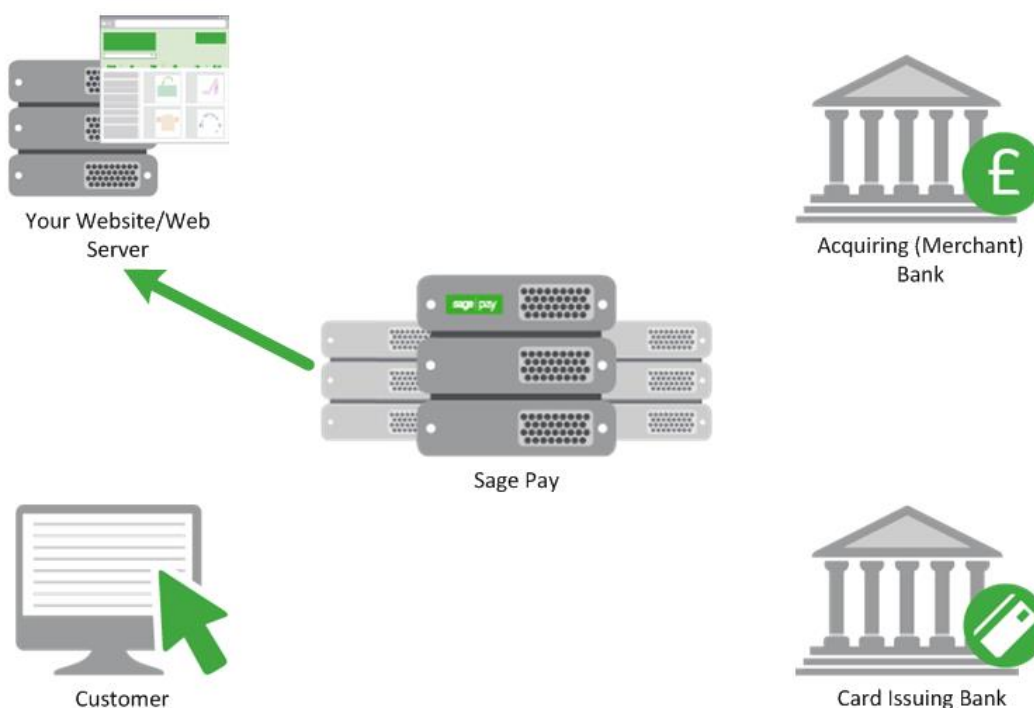 Your Website/Web
Server
Acquiring (Merchant)
Bank
sage pay
Sage Pay
Customer
Card Issuing Bank
£